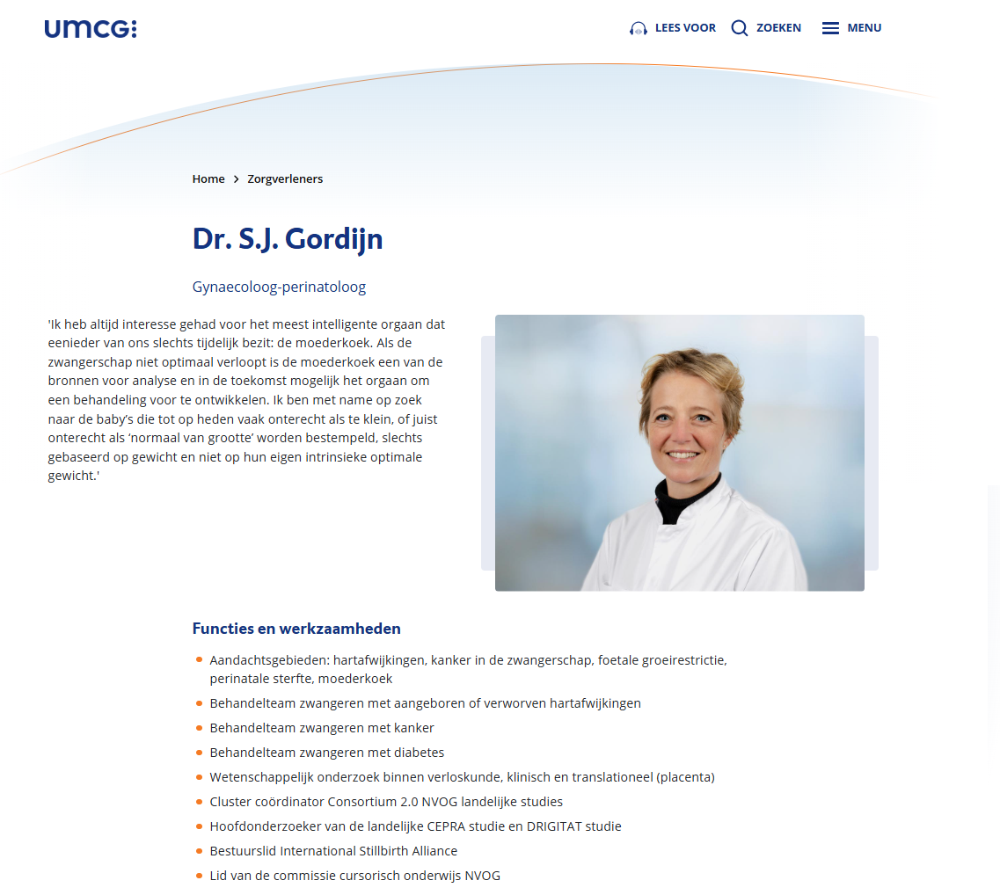 umcg
LEES VOOR
ZOEKEN
MENU
Home > Zorgverleners
Dr. S.J. Gordijn
Gynaecoloog-perinatoloog
'Ik heb altijd interesse gehad voor het meest intelligente orgaan dat
eenieder van ons slechts tijdelijk bezit: de moederkoek. Als de
zwangerschap niet optimaal verloopt is de moederkoek een van de
bronnen voor analyse en in de toekomst mogelijk het orgaan om
een behandeling voor te ontwikkelen. Ik ben met name op zoek
naar de baby’s die tot op heden vaak onterecht als te klein, of juist
onterecht als ‘normaal van grootte’ worden bestempeld, slechts
gebaseerd op gewicht en niet op hun eigen intrinsieke optimale
gewicht.'
Functies en werkzaamheden
Aandachtsgebieden: hartafwijkingen, kanker in de zwangerschap, foetale groeirestrictie,
perinatale sterfte, moederkoek
Behandelteam zwangeren met aangeboren of verworven hartafwijkingen
Behandelteam zwangeren met kanker
Behandelteam zwangeren met diabetes
Wetenschappelijk onderzoek binnen verloskunde, klinisch en translationeel (placenta)
Cluster coördinator Consortium 2.0 NVOG landelijke studies
Hoofdonderzoeker van de landelijke CEPRA studie en DRIGITAT studie
Bestuurslid International Stillbirth Alliance
Lid van de commissie cursorisch onderwijs NVOG